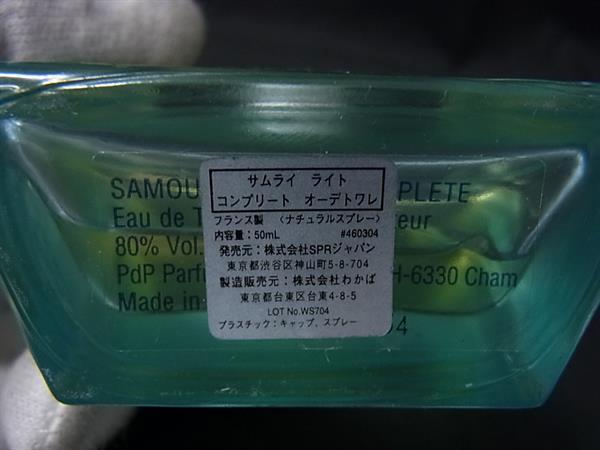 サムライ ライト
コンプリート オーデトワレ
フランス製 〈ナチュラルスプレー〉
内容量：50mL #460304
発売元：株式会社SPRジャパン
東京都渋谷区神山町5-8-704
製造販売元：株式会社わかば
東京都台東区台東4-8-5
LOT No.WS704
プラスチック：キャップ、スプレー
SAMOU PLETE
Eau de T teur
80% Vol.
PdP Parfu H-6330 Cham
Made in
04